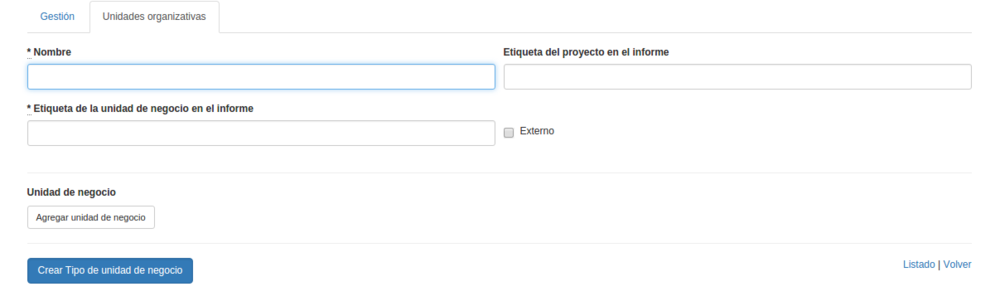 Gestión Unidades organizativas
* Nombre Etiqueta del proyecto en el informe
* Etiqueta de la unidad de negocio en el informe
Externo
Unidad de negocio
Agregar unidad de negocio
Crear Tipo de unidad de negocio Listado | Volver